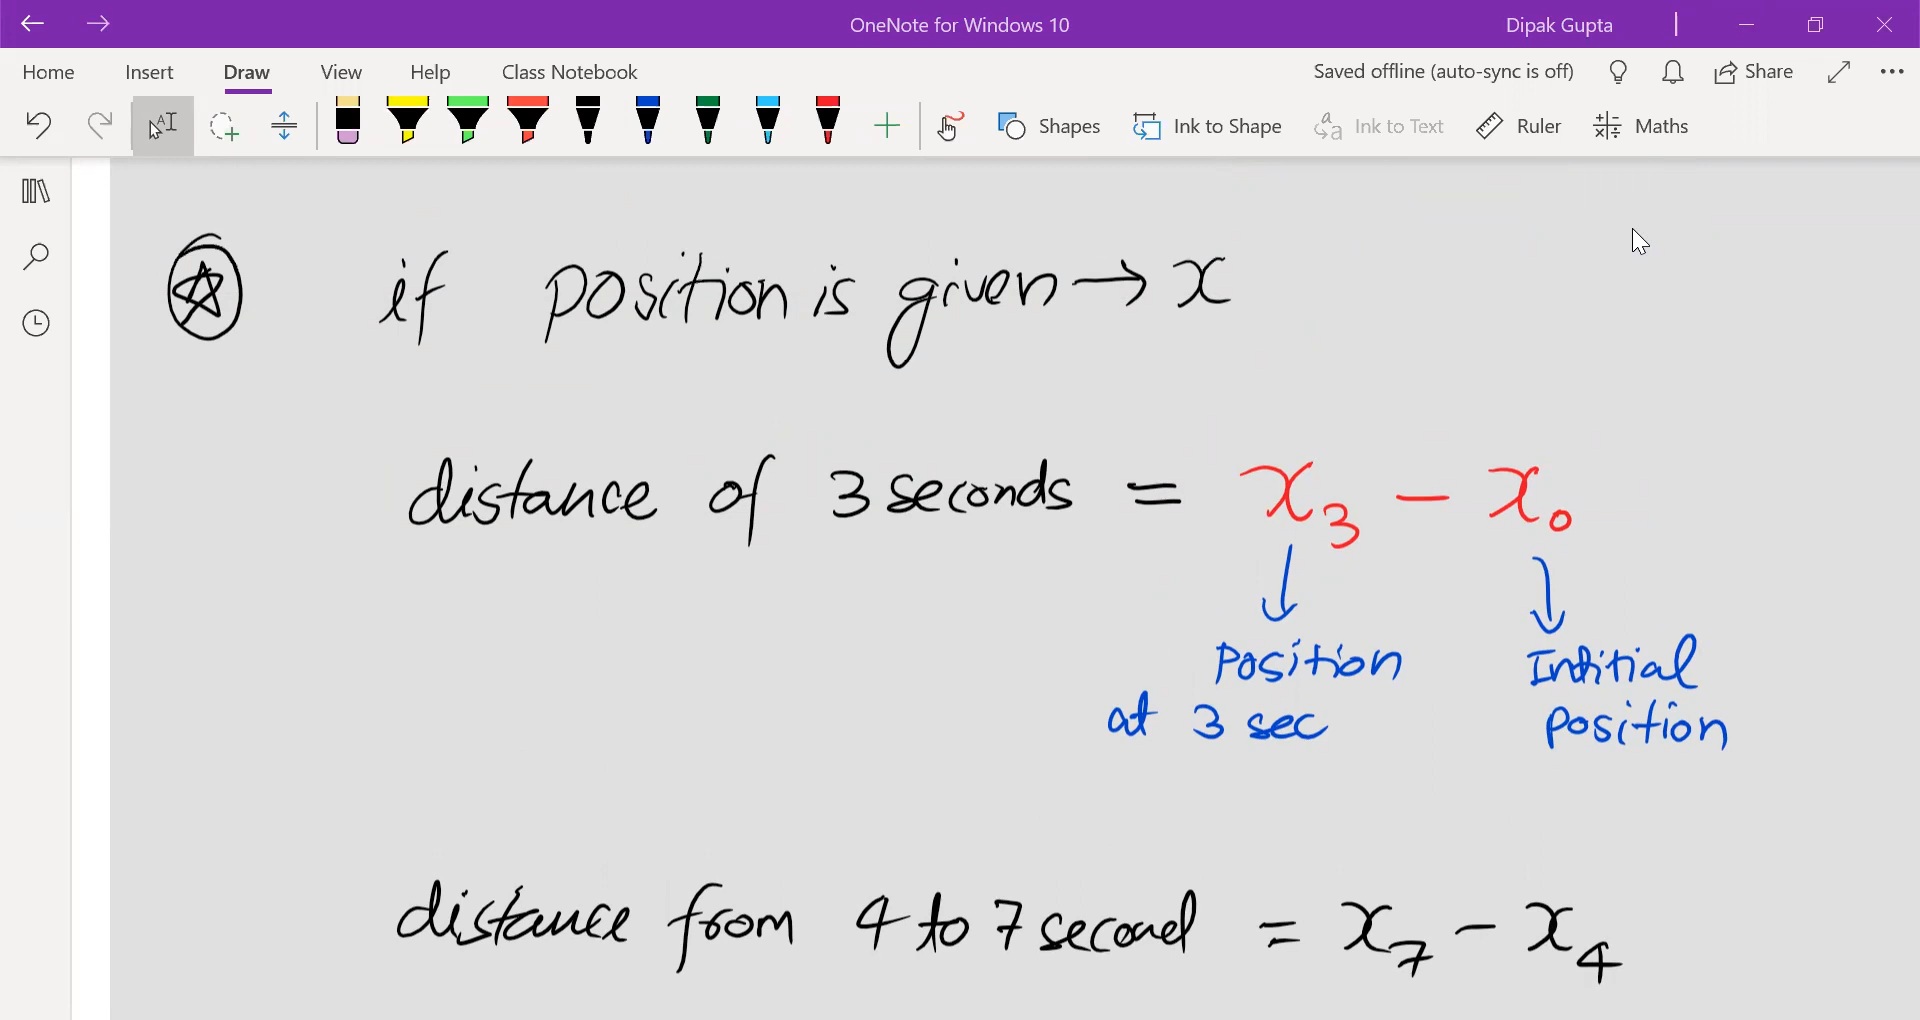 OneNote for Windows 10
Dipak Gupta
Home Insert Draw View Help Class Notebook
Saved offline (auto-sync is off) Share
Shapes Ink to Shape Ink to Text Ruler Maths
if position is given → x
distance of 3 seconds = x₃ - x₀
Position at 3 sec
Initial position
distance from 4 to 7 second = x₇ - x₄